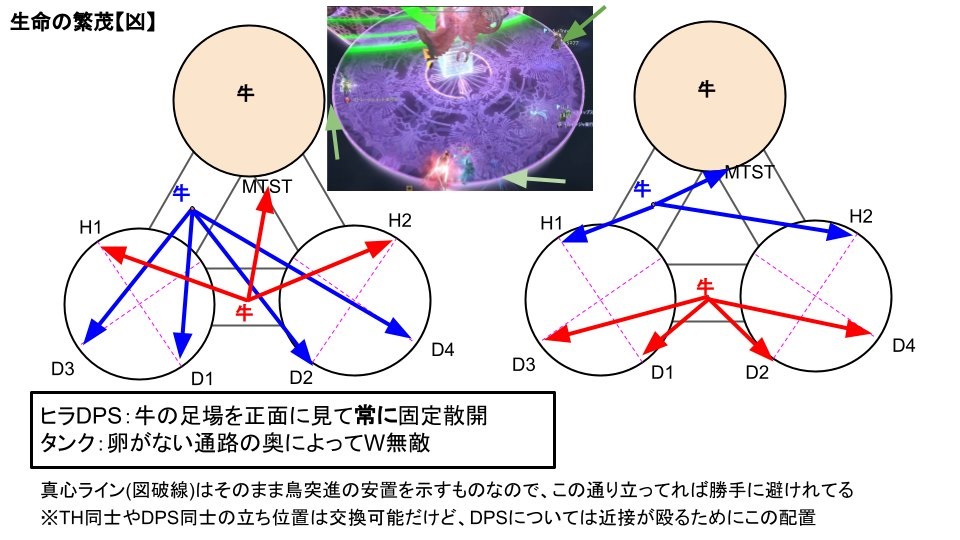 生命の繁茂【凶】
牛
牛
MTST
牛
H1
H2
牛
D3
D1
D2
D4
牛
MTST
牛
H1
H2
牛
D3
D1
D2
D4
ヒラDPS：牛の足場を正面に見て常に固定散開
タンク：卵がない通路の奥によってW無敵
真心ライン(図破線)はそのまま鳥突進の安置を示すものなので、この通り立ってれば勝手に避けれてる
※TH同士やDPS同士の立ち位置は交換可能だけど、DPSについては近接が殴るためにこの配置